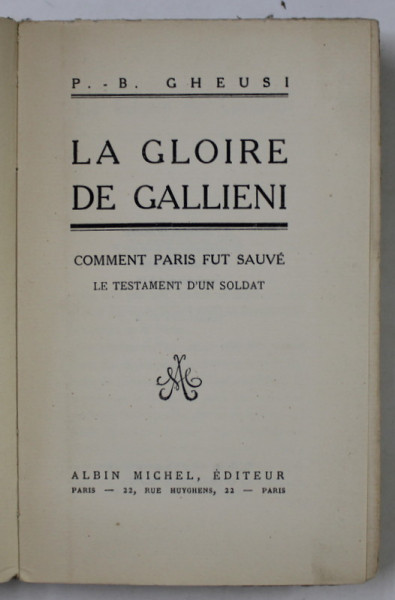 P. - B. GHEUSI
LA GLOIRE
DE GALLIENI
COMMENT PARIS FUT SAUVÉ
LE TESTAMENT D'UN SOLDAT
AM
ALBIN MICHEL, ÉDITEUR
PARIS — 22, RUE HUYGHENS, 22 — PARIS